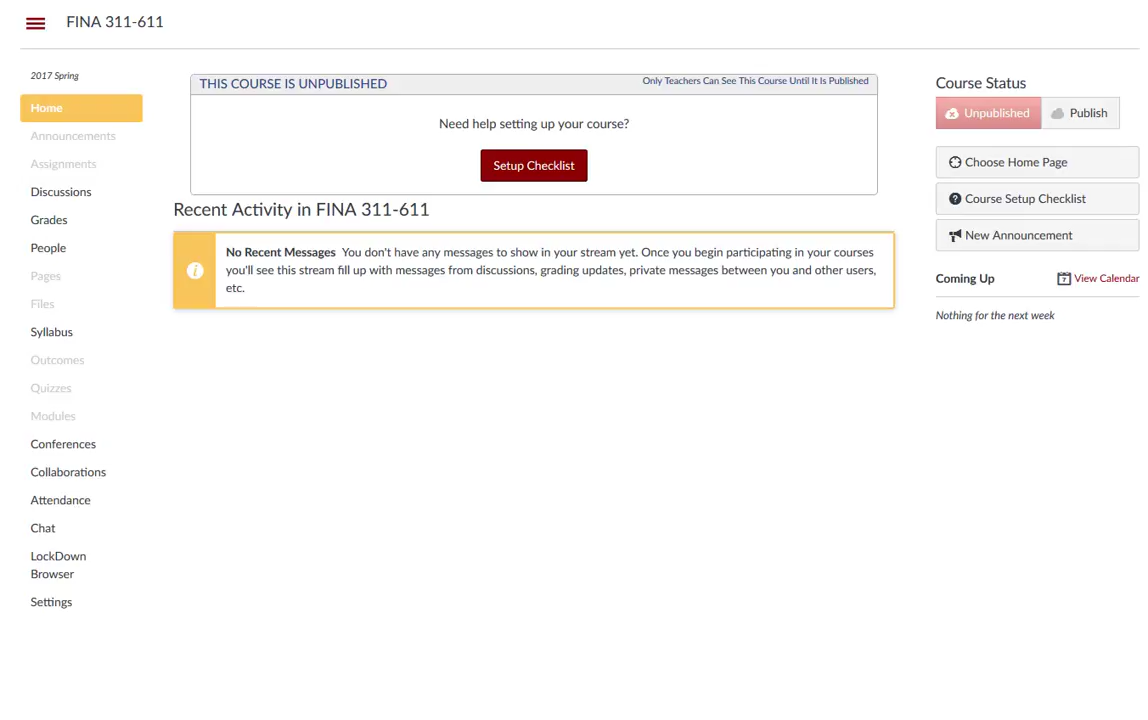 FINA 311-611
2017 Spring
Home
Announcements
Assignments
Discussions
Grades
People
Pages
Files
Syllabus
Outcomes
Quizzes
Modules
Conferences
Collaborations
Attendance
Chat
LockDown
Browser
Settings
THIS COURSE IS UNPUBLISHED
Only Teachers Can See This Course Until It Is Published
Need help setting up your course?
Setup Checklist
Recent Activity in FINA 311-611
No Recent Messages You don't have any messages to show in your stream yet. Once you begin participating in your courses
you'll see this stream fill up with messages from discussions, grading updates, private messages between you and other users,
etc.
Course Status
Unpublished
Publish
Choose Home Page
Course Setup Checklist
New Announcement
Coming Up
View Calendar
Nothing for the next week